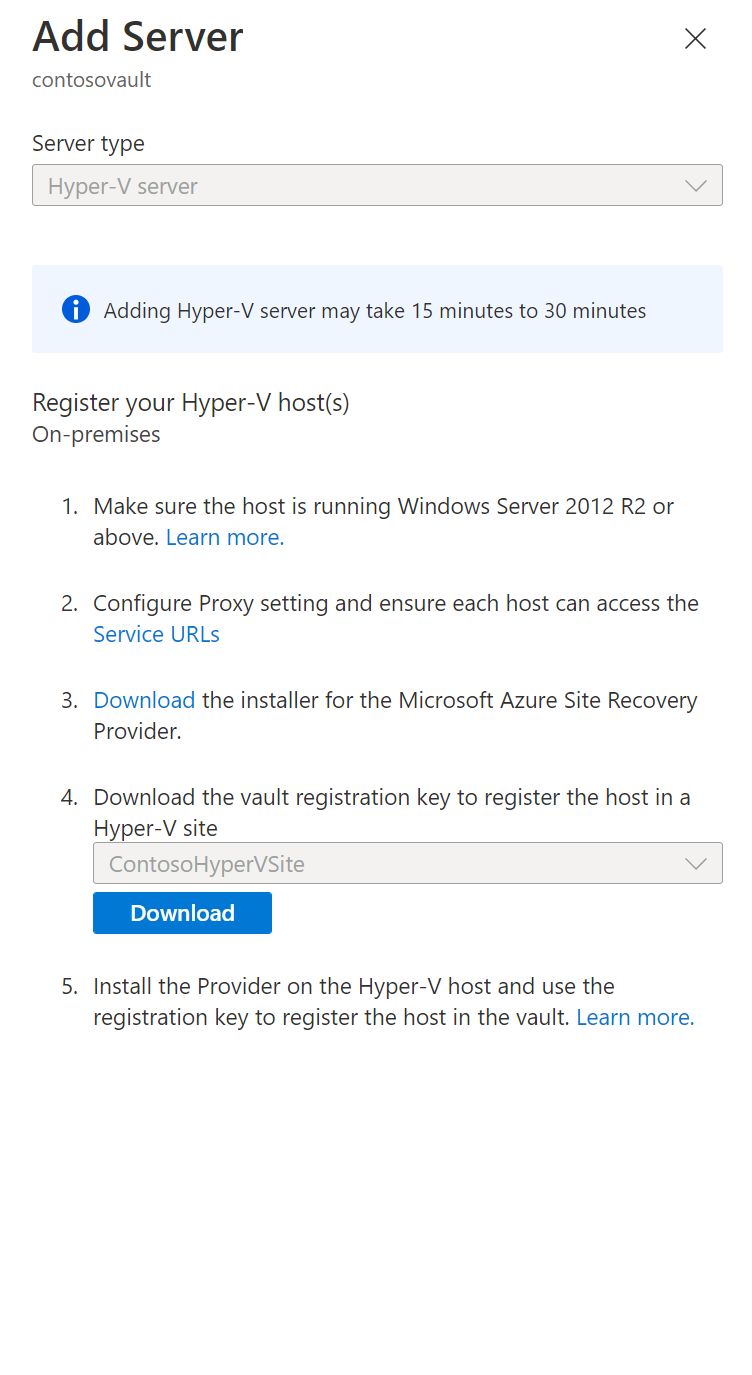 Add Server
contosovault
Server type
Hyper-V server
Adding Hyper-V server may take 15 minutes to 30 minutes
Register your Hyper-V host(s)
On-premises
1. Make sure the host is running Windows Server 2012 R2 or
above. Learn more.
2. Configure Proxy setting and ensure each host can access the
Service URLs
3. Download the installer for the Microsoft Azure Site Recovery
Provider.
4. Download the vault registration key to register the host in a
Hyper-V site
ContosoHyperVSite
Download
5. Install the Provider on the Hyper-V host and use the
registration key to register the host in the vault. Learn more.